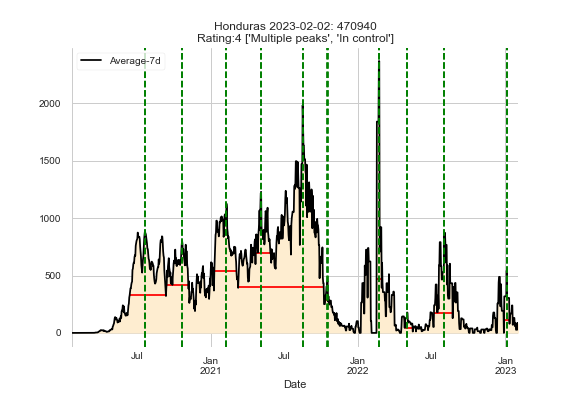 Honduras 2023-02-02: 470940
Rating:4 ['Multiple peaks', 'In control']
Average-7d
2000
1500
1000
500
0
Jul
Jan
2021
Jul
Jan
2022
Jul
Jan
2023
Date